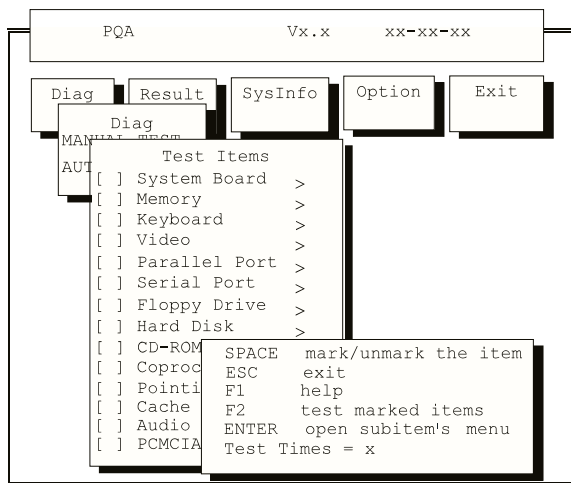 PQA Vx.x xx-xx-xx
Diag Result SysInfo Option Exit
Diag
MANUAL TEST
AUT
Test Items
[ ] System Board >
[ ] Memory >
[ ] Keyboard >
[ ] Video >
[ ] Parallel Port >
[ ] Serial Port >
[ ] Floppy Drive >
[ ] Hard Disk >
[ ] CD-ROM
[ ] Coproc
[ ] Pointi
[ ] Cache
[ ] Audio
[ ] PCMCIA
SPACE mark/unmark the item
ESC exit
F1 help
F2 test marked items
ENTER open subitem's menu
Test Times = x